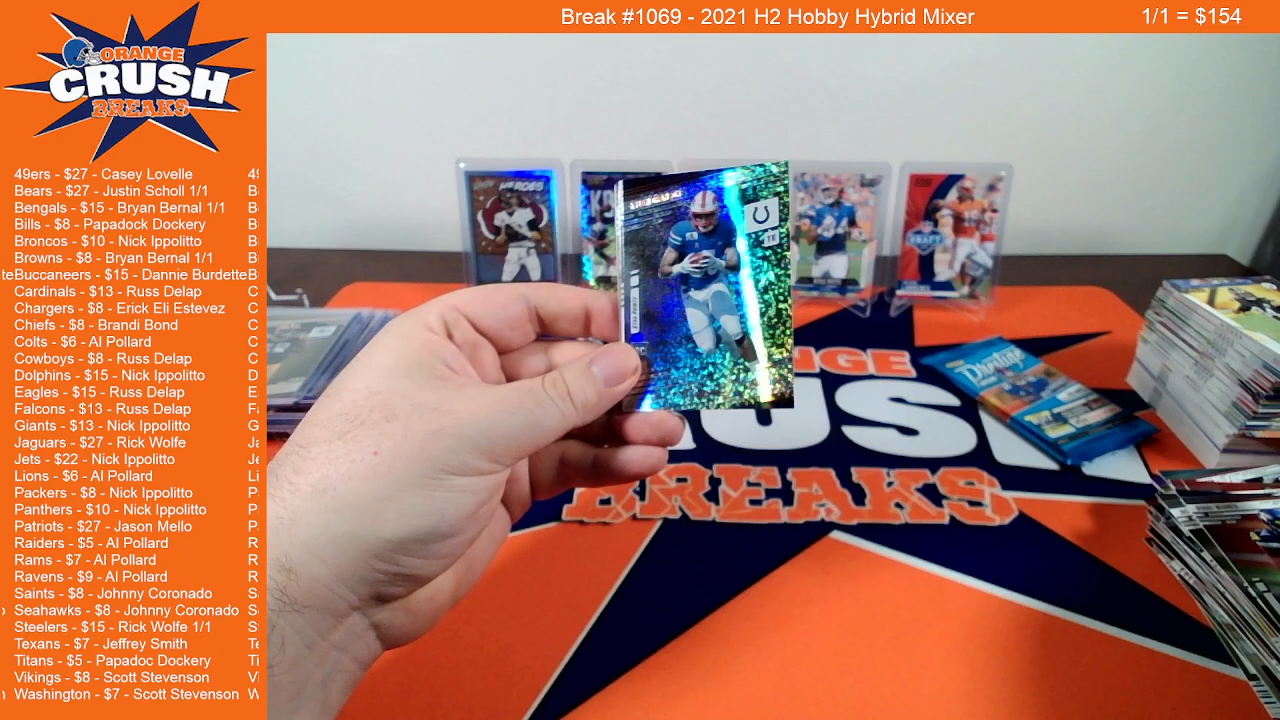 Break #1069 - 2021 H2 Hobby Hybrid Mixer
1/1 = $154
ORANGE
CRUSH
BREAKS
49ers - $27 - Casey Lovelle
Bears - $27 - Justin Scholl 1/1
Bengals - $15 - Bryan Bernal 1/1
Bills - $8 - Papadock Dockery
Broncos - $10 - Nick Ippolitto
Browns - $8 - Bryan Bernal 1/1
Buccaneers - $15 - Dannie Burdette
Cardinals - $13 - Russ Delap
Chargers - $8 - Erick Eli Estevez
Chiefs - $8 - Brandi Bond
Colts - $6 - Al Pollard
Cowboys - $8 - Russ Delap
Dolphins - $15 - Nick Ippolitto
Eagles - $15 - Russ Delap
Falcons - $13 - Russ Delap
Giants - $13 - Nick Ippolitto
Jaguars - $27 - Rick Wolfe
Jets - $22 - Nick Ippolitto
Lions - $6 - Al Pollard
Packers - $8 - Nick Ippolitto
Panthers - $10 - Nick Ippolitto
Patriots - $27 - Jason Mello
Raiders - $5 - Al Pollard
Rams - $7 - Al Pollard
Ravens - $9 - Al Pollard
Saints - $8 - Johnny Coronado
Seahawks - $8 - Johnny Coronado
Steelers - $15 - Rick Wolfe 1/1
Texans - $7 - Jeffrey Smith
Titans - $5 - Papadoc Dockery
Vikings - $8 - Scott Stevenson
Washington - $7 - Scott Stevenson
HEROES
TE
DRAFT
Prestige
NGE
RUSH
BREAKS